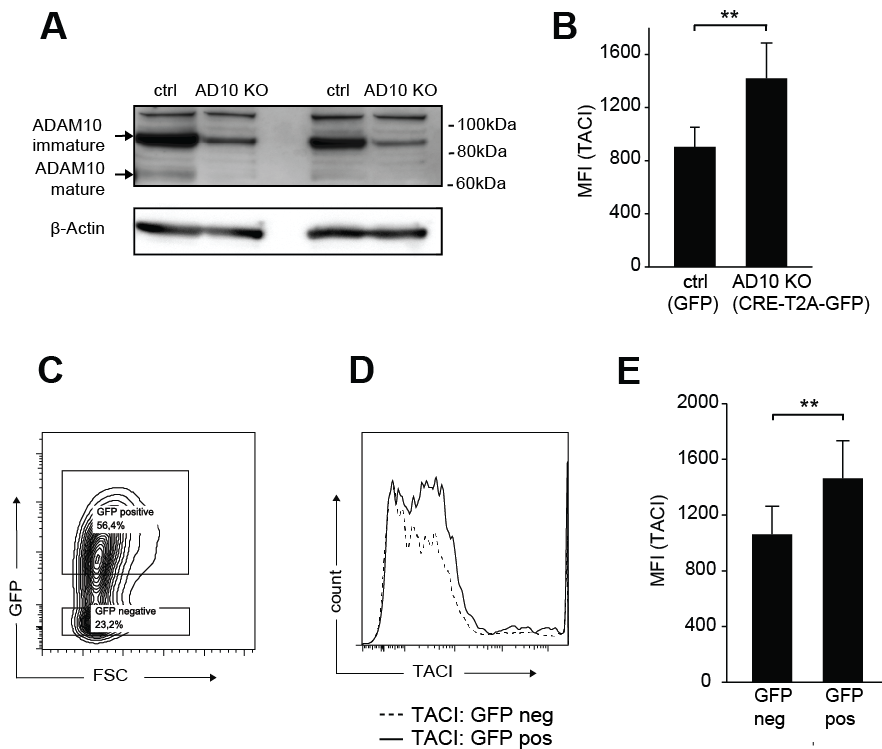 A
ctrl AD10 KO ctrl AD10 KO
ADAM10
immature
ADAM10
mature
-100kDa
-80kDa
-60kDa
β-Actin
B
MFI (TACI)
1600
1200
800
400
0
**
ctrl
(GFP)
AD10 KO
(CRE-T2A-GFP)
C
GFP
GFP positive
56,4%
GFP negative
23,2%
FSC
D
count
TACI
TACI: GFP neg
TACI: GFP pos
E
MFI (TACI)
2000
1600
1200
800
400
0
**
GFP
neg
GFP
pos